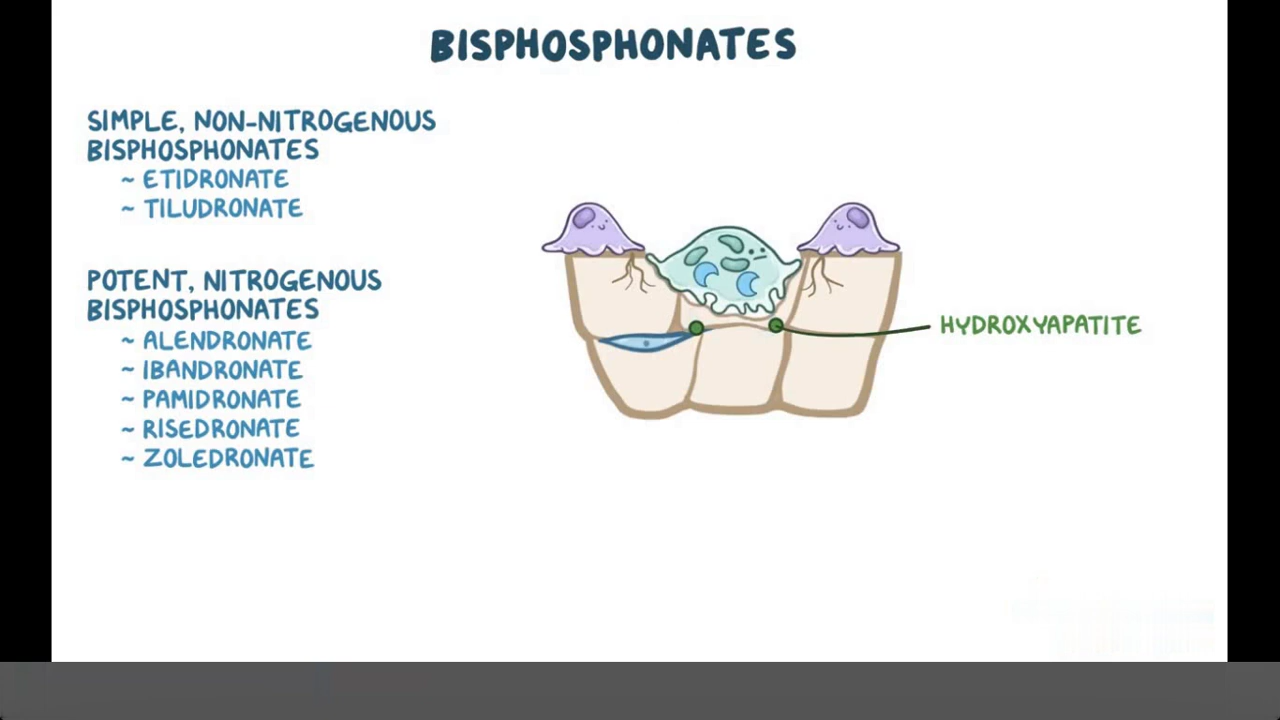 BISPHOSPHONATES
SIMPLE, NON-NITROGENOUS
BISPHOSPHONATES
~ ETIDRONATE
~ TILUDRONATE
POTENT, NITROGENOUS
BISPHOSPHONATES
~ ALENDRONATE
~ IBANDRONATE
~ PAMIDRONATE
~ RISEDRONATE
~ ZOLEDRONATE
HYDROXYAPATITE